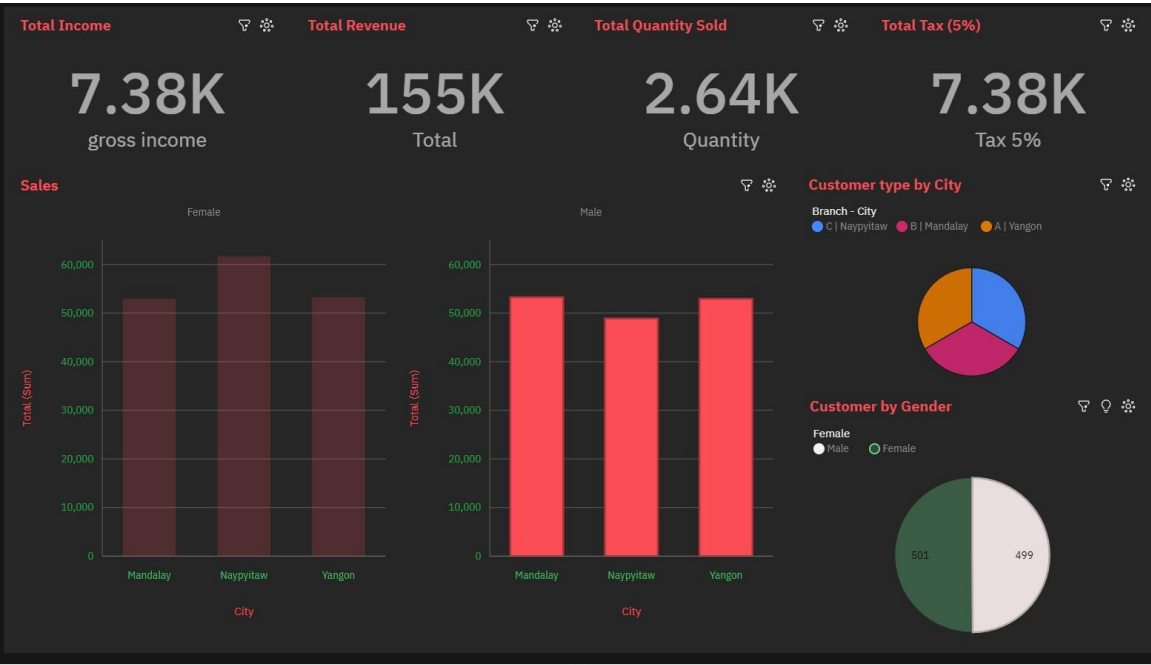 Total Income
7.38K
gross income
Total Revenue
155K
Total
Total Quantity Sold
2.64K
Quantity
Total Tax (5%)
7.38K
Tax 5%
Sales
Female
Total (Sum)
60,000
50,000
40,000
30,000
20,000
10,000
0
Mandalay Naypyitaw Yangon
City
Male
Total (Sum)
60,000
50,000
40,000
30,000
20,000
10,000
0
Mandalay Naypyitaw Yangon
City
Customer type by City
Branch - City
C | Naypyitaw B | Mandalay A | Yangon
Customer by Gender
Female
Male Female
501 499